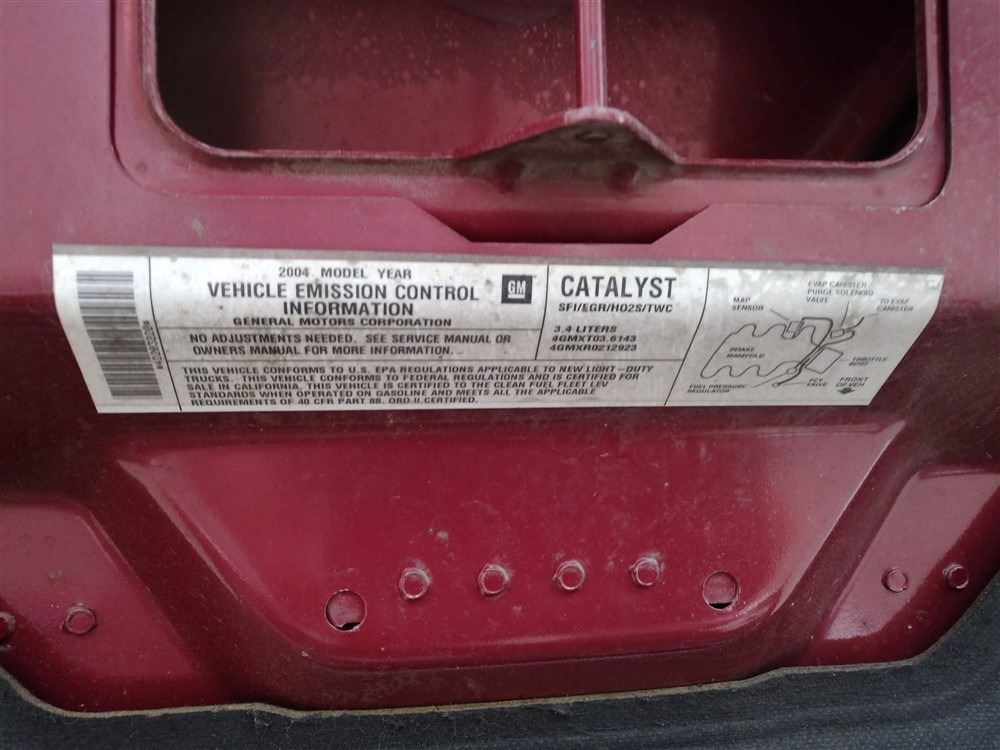 2004 MODEL YEAR
VEHICLE EMISSION CONTROL
INFORMATION
GENERAL MOTORS CORPORATION
GM
NO ADJUSTMENTS NEEDED. SEE SERVICE MANUAL OR
OWNERS MANUAL FOR MORE INFORMATION.
CATALYST
SFI/EGR/HO2S/TWC
3.4 LITERS
4GMXT03.6143
4GMXR0212923
THIS VEHICLE CONFORMS TO U.S. EPA REGULATIONS APPLICABLE TO NEW LIGHT-DUTY
TRUCKS. THIS VEHICLE CONFORMS TO FEDERAL REGULATIONS AND IS CERTIFIED FOR
SALE IN CALIFORNIA. THIS VEHICLE IS CERTIFIED TO THE CLEAN FUEL FLEET LEV
STANDARDS WHEN OPERATED ON GASOLINE AND MEETS ALL THE APPLICABLE
REQUIREMENTS OF 40 CFR PART 88. OBD II CERTIFIED.
MAP
SENSOR
EVAP CANISTER
PURGE SOLENOID
VALVE
TO EVAP
CANISTER
INTAKE
MANIFOLD
THROTTLE
BODY
FUEL PRESSURE
REGULATOR
PCV
VALVE
FRONT
OF VEH